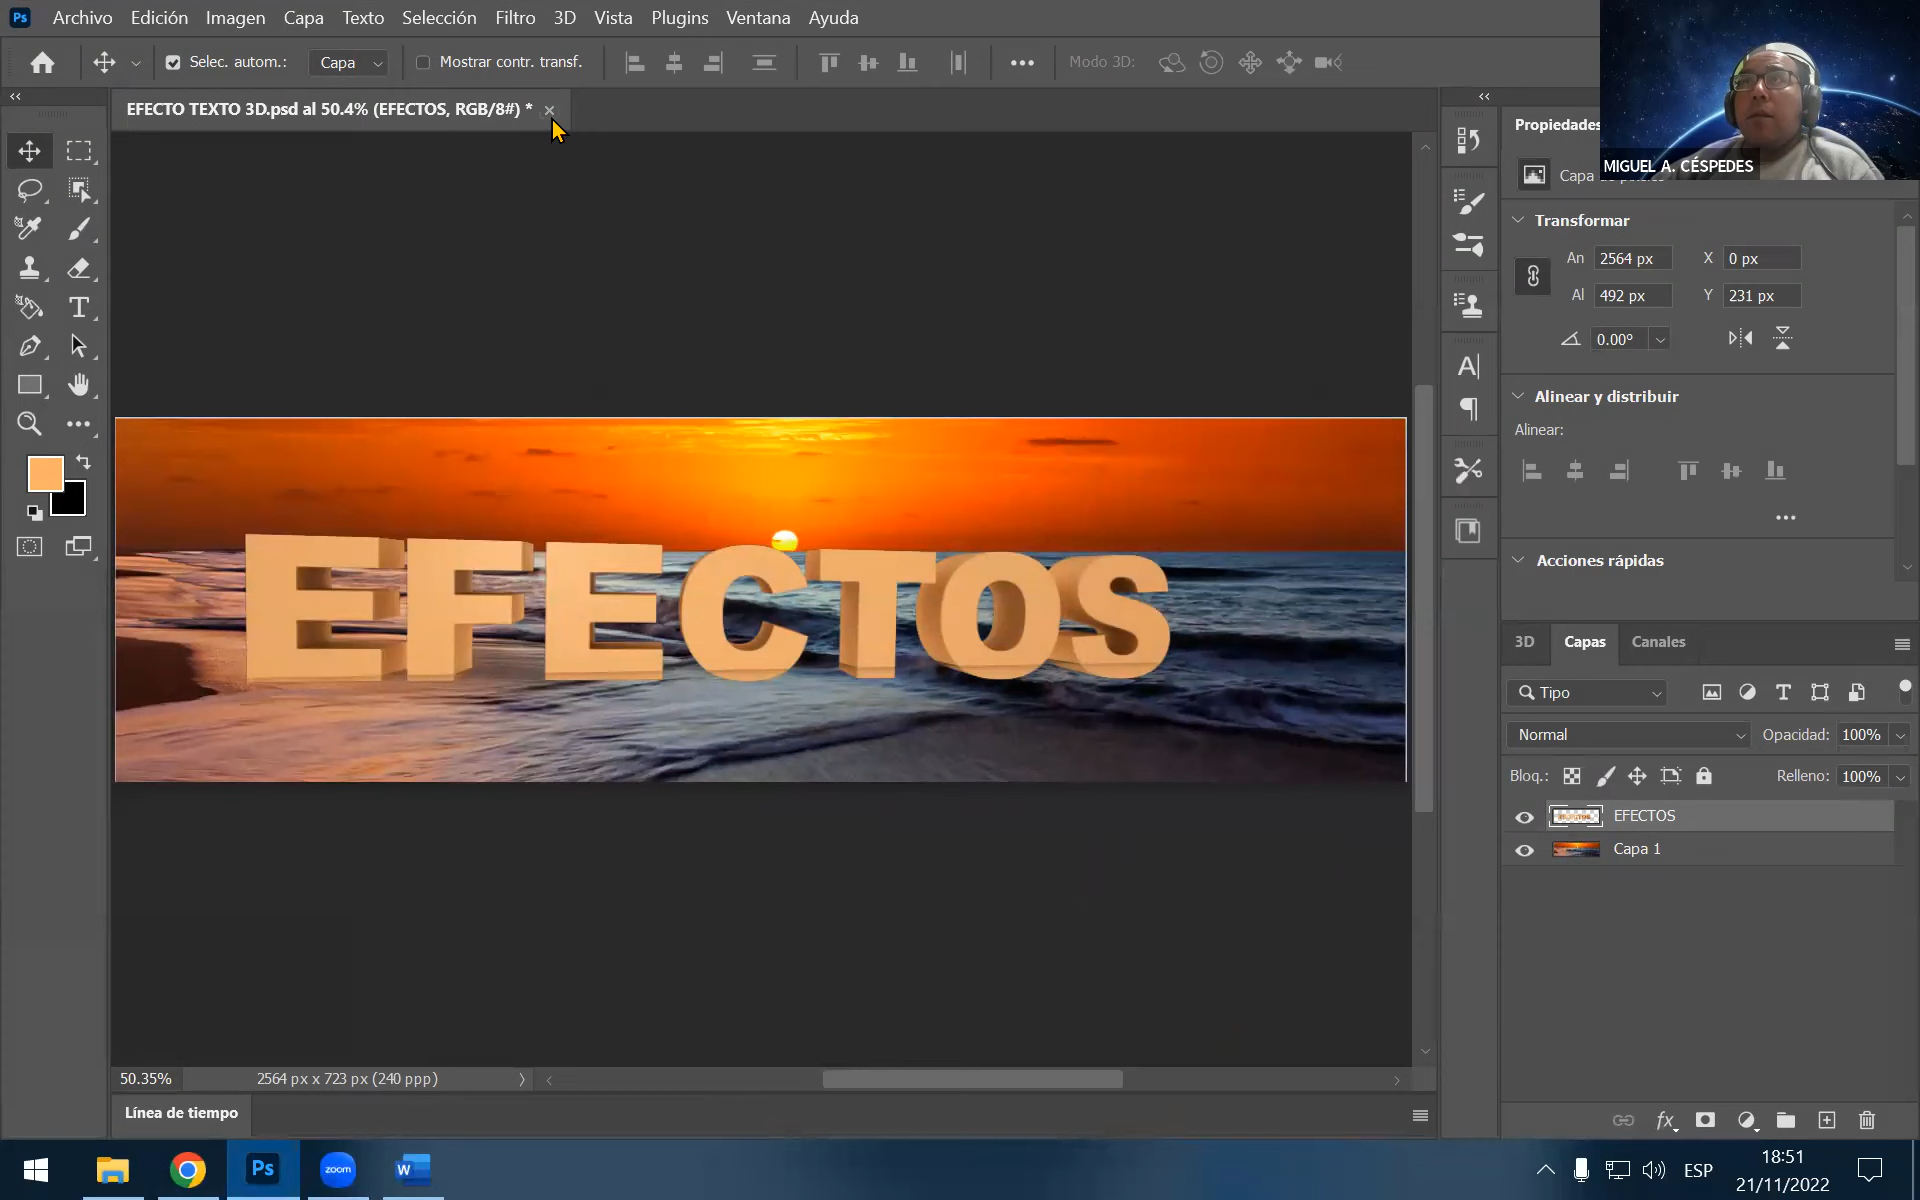 Ps Archivo Edición Imagen Capa Texto Selección Filtro 3D Vista Plugins Ventana Ayuda
Selec. autom.: Capa Mostrar contr. transf. Modo 3D:
EFECTO TEXTO 3D.psd al 50.4% (EFECTOS, RGB/8#) *
MIGUEL A. CÉSPEDES
Propiedades
Capa
Transformar
An 2564 px X 0 px
Al 492 px Y 231 px
0.00°
Alinear y distribuir
Alinear:
Acciones rápidas
EFECTOS
3D Capas Canales
Tipo
Normal Opacidad: 100%
Bloq.: Relleno: 100%
EFECTOS
Capa 1
50.35% 2564 px x 723 px (240 ppp)
Línea de tiempo
fx
Ps zoom W ESP
18:51
21/11/2022